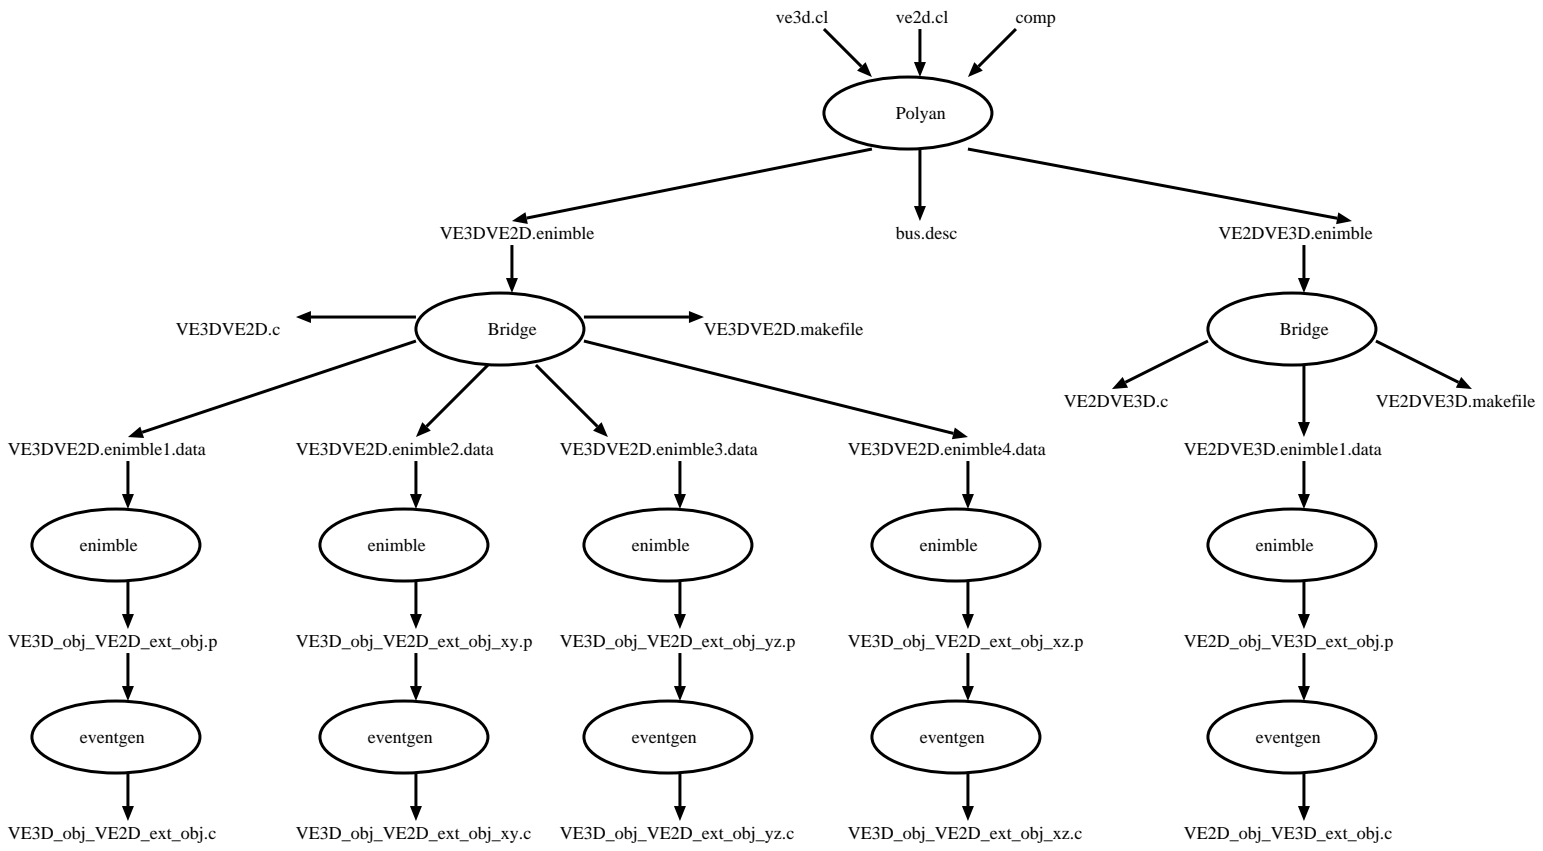 ve3d.cl ve2d.cl comp
Polyan
VE3DVE2D.enimble bus.desc VE2DVE3D.enimble
VE3DVE2D.c Bridge VE3DVE2D.makefile Bridge
VE2DVE3D.c VE2DVE3D.makefile
VE3DVE2D.enimble1.data VE3DVE2D.enimble2.data VE3DVE2D.enimble3.data VE3DVE2D.enimble4.data VE2DVE3D.enimble1.data
enimble enimble enimble enimble enimble
VE3D_obj_VE2D_ext_obj.p VE3D_obj_VE2D_ext_obj_xy.p VE3D_obj_VE2D_ext_obj_yz.p VE3D_obj_VE2D_ext_obj_xz.p VE2D_obj_VE3D_ext_obj.p
eventgen eventgen eventgen eventgen eventgen
VE3D_obj_VE2D_ext_obj.c VE3D_obj_VE2D_ext_obj_xy.c VE3D_obj_VE2D_ext_obj_yz.c VE3D_obj_VE2D_ext_obj_xz.c VE2D_obj_VE3D_ext_obj.c